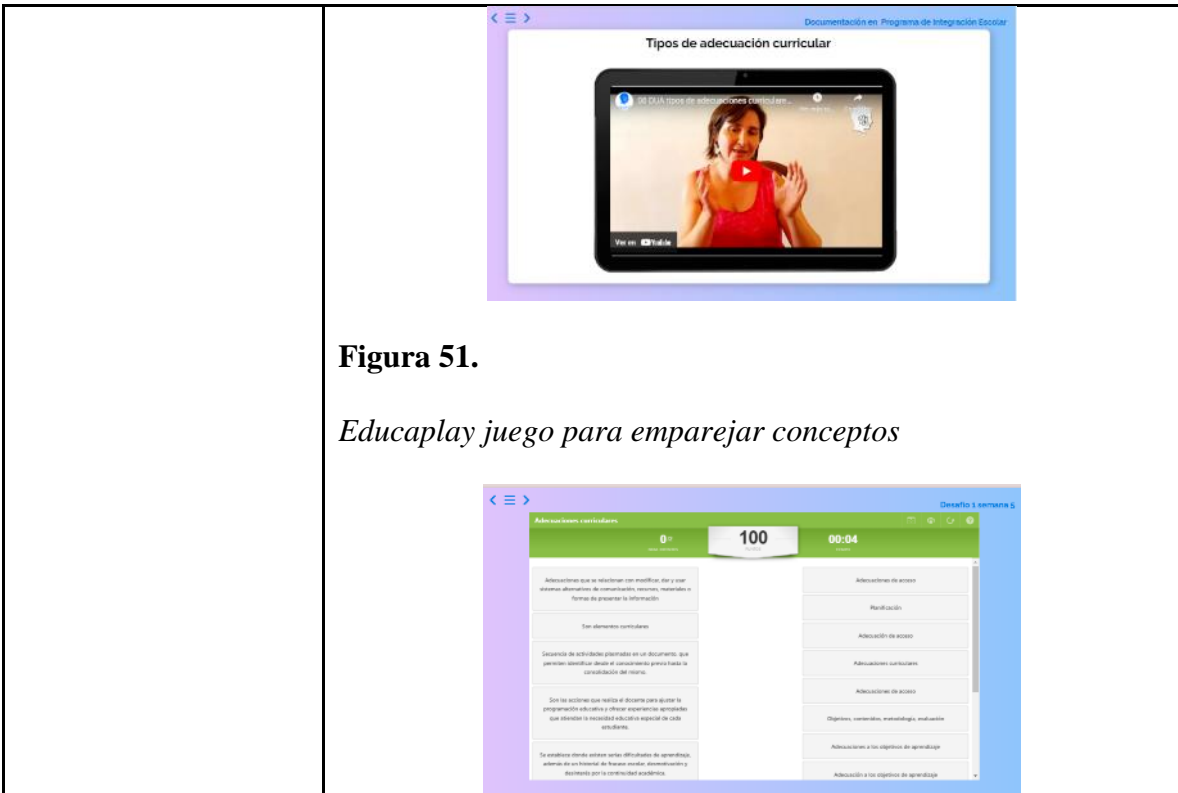 Documentación en Programa de Integración Escolar
Tipos de adecuación curricular
06 DUA tipos de adecuaciones curriculare...
Ver en YouTube
Figura 51.
Educaplay juego para emparejar conceptos
Desafío 1 semana 5
Adecuaciones curriculares
0
100
00:04
Adecuaciones que se relacionan con modificar, dar y usar
sistemas alternativos de comunicación, recursos, materiales o
formas de presentar la información
Son elementos curriculares
Secuencia de actividades plasmadas en un documento, que
permiten identificar desde el conocimiento previo hasta la
consolidación del mismo.
Son las acciones que realiza el docente para ajustar la
programación educativa y ofrecer experiencias apropiadas
que atiendan la necesidad educativa especial de cada
estudiante.
Se establece donde existen serias dificultades de aprendizaje,
además de un historial de fracaso escolar, desmotivación y
desinterés por la continuidad académica.
Adecuaciones de acceso
Planificación
Adecuación de acceso
Adecuaciones curriculares
Adecuaciones de acceso
Objetivos, contenidos, metodología, evaluación
Adecuaciones a los objetivos de aprendizaje
Adecuación a los objetivos de aprendizaje